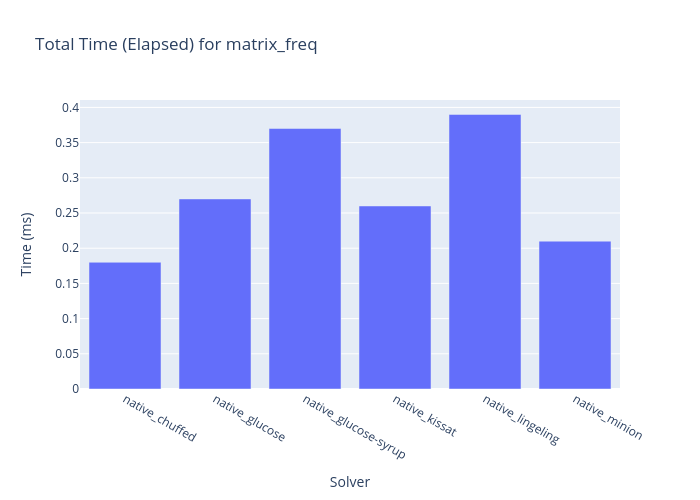 Total Time (Elapsed) for matrix_freq
0.4
0.35
0.3
0.25
0.2
0.15
0.1
0.05
0
Time (ms)
native_chuffed
native_glucose
native_glucose-syrup
native_kissat
native_lingeling
native_minion
Solver